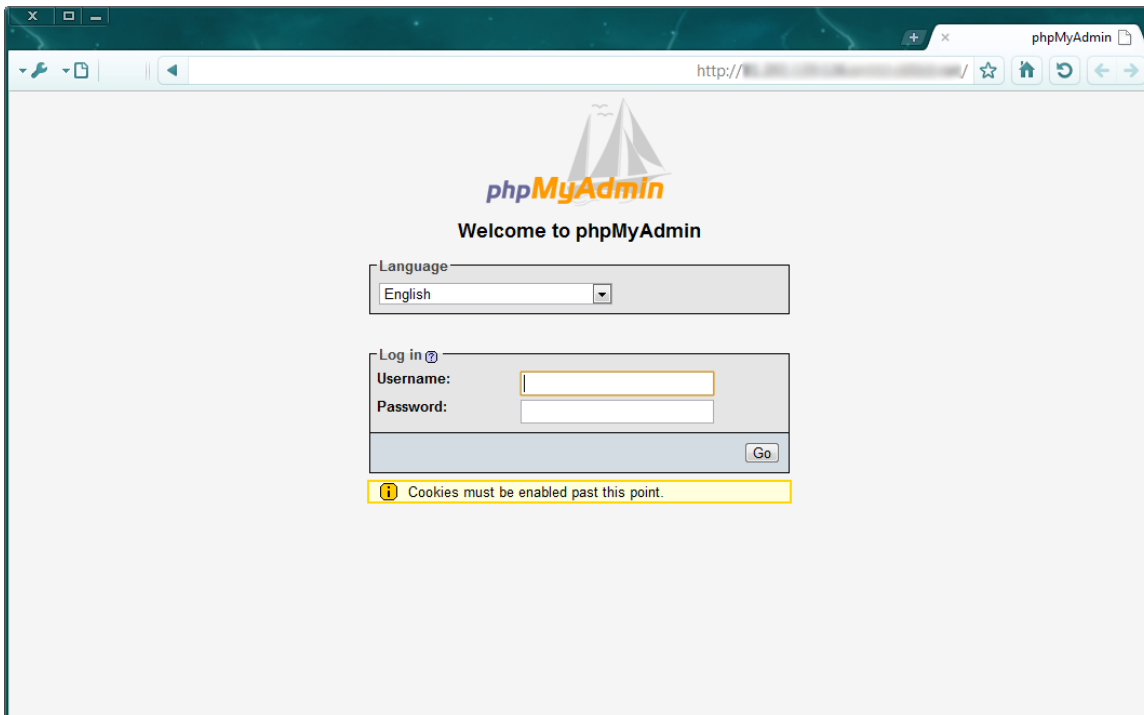 phpMyAdmin
http:// /
phpMyAdmin
Welcome to phpMyAdmin
Language
English
Log in
Username:
Password:
Go
Cookies must be enabled past this point.